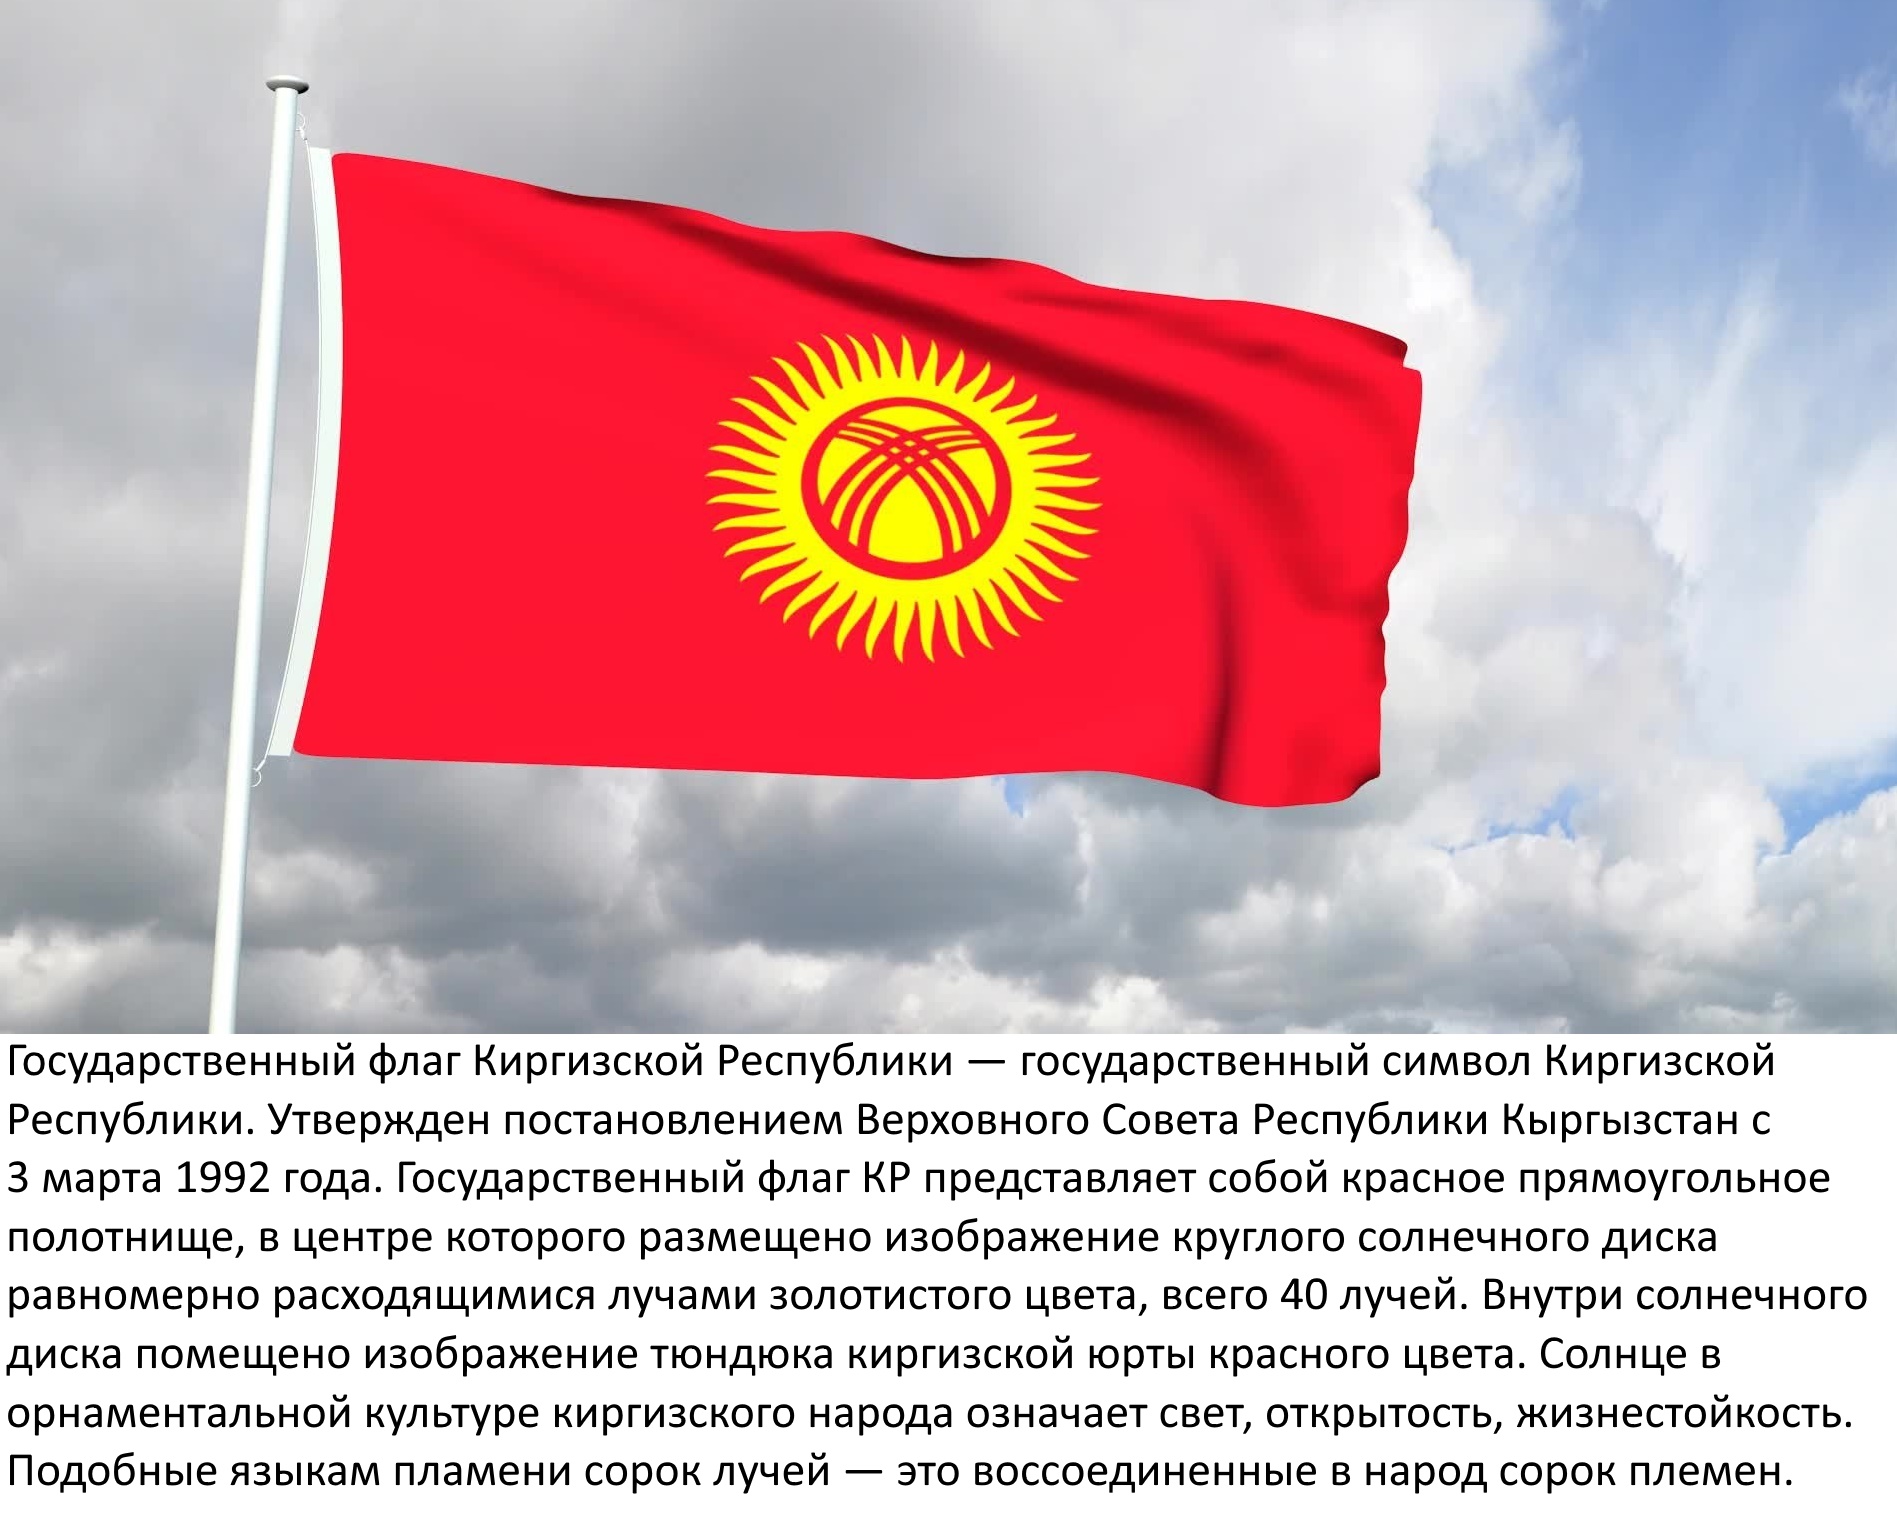 Государственный флаг Киргизской Республики — государственный символ Киргизской
Республики. Утвержден постановлением Верховного Совета Республики Кыргызстан с
3 марта 1992 года. Государственный флаг КР представляет собой красное прямоугольное
полотнище, в центре которого размещено изображение круглого солнечного диска
равномерно расходящимися лучами золотистого цвета, всего 40 лучей. Внутри солнечного
диска помещено изображение тюндюка киргизской юрты красного цвета. Солнце в
орнаментальной культуре киргизского народа означает свет, открытость, жизнестойкость.
Подобные языкам пламени сорок лучей — это воссоединенные в народ сорок племен.